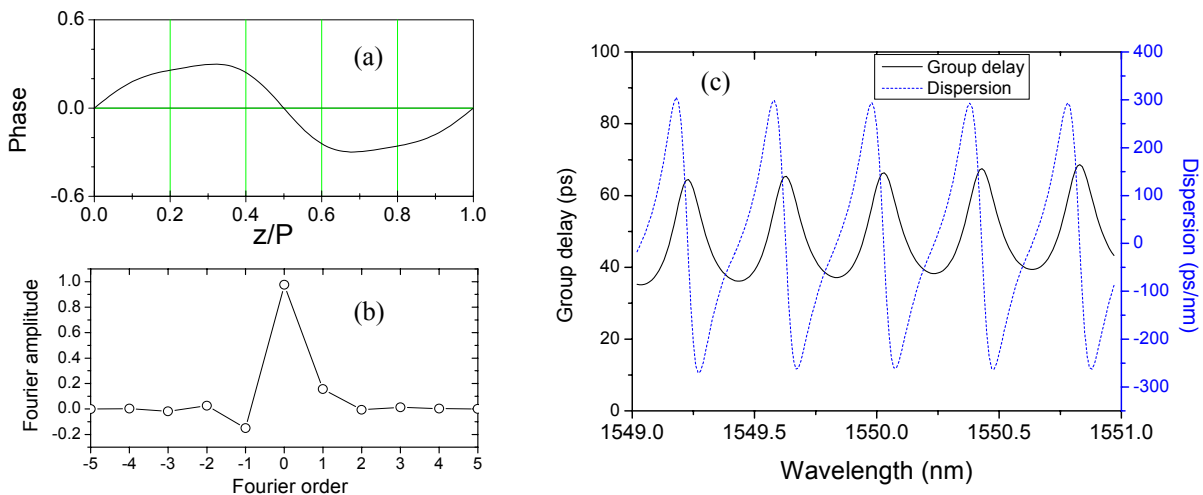 (a)
0.6
0.0
-0.6
Phase
0.0 0.2 0.4 0.6 0.8 1.0
z/P
(b)
1.0
0.8
0.6
0.4
0.2
0.0
-0.2
Fourier amplitude
-5 -4 -3 -2 -1 0 1 2 3 4 5
Fourier order
(c)
Group delay
Dispersion
100
80
60
40
20
0
Group delay (ps)
400
300
200
100
0
-100
-200
-300
Dispersion (ps/nm)
1549.0 1549.5 1550.0 1550.5 1551.0
Wavelength (nm)